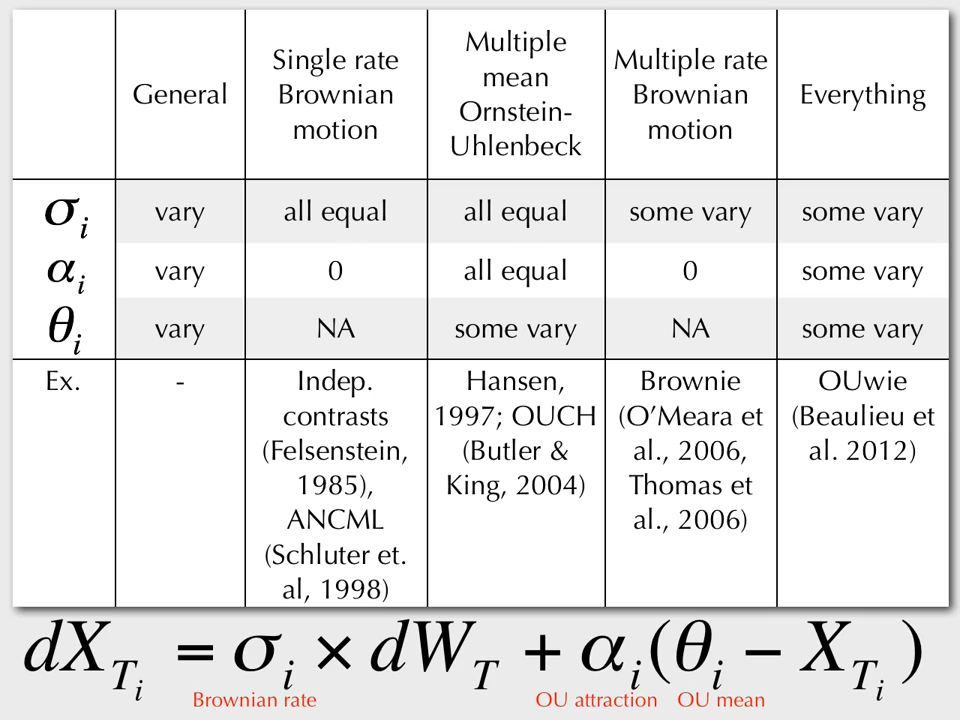 General
Single rate
Brownian
motion
Multiple
mean
Ornstein-
Uhlenbeck
Multiple rate
Brownian
motion
Everything
σi vary all equal all equal some vary some vary
αi vary 0 all equal 0 some vary
θi vary NA some vary NA some vary
Ex.
-
Indep.
contrasts
(Felsenstein,
1985),
ANCML
(Schluter et.
al, 1998)
Hansen,
1997; OUCH
(Butler &
King, 2004)
Brownie
(O’Meara et
al., 2006,
Thomas et
al., 2006)
OUwie
(Beaulieu et
al. 2012)
dXTi = σi × dWT + αi(θi − XTi)
Brownian rate OU attraction OU mean